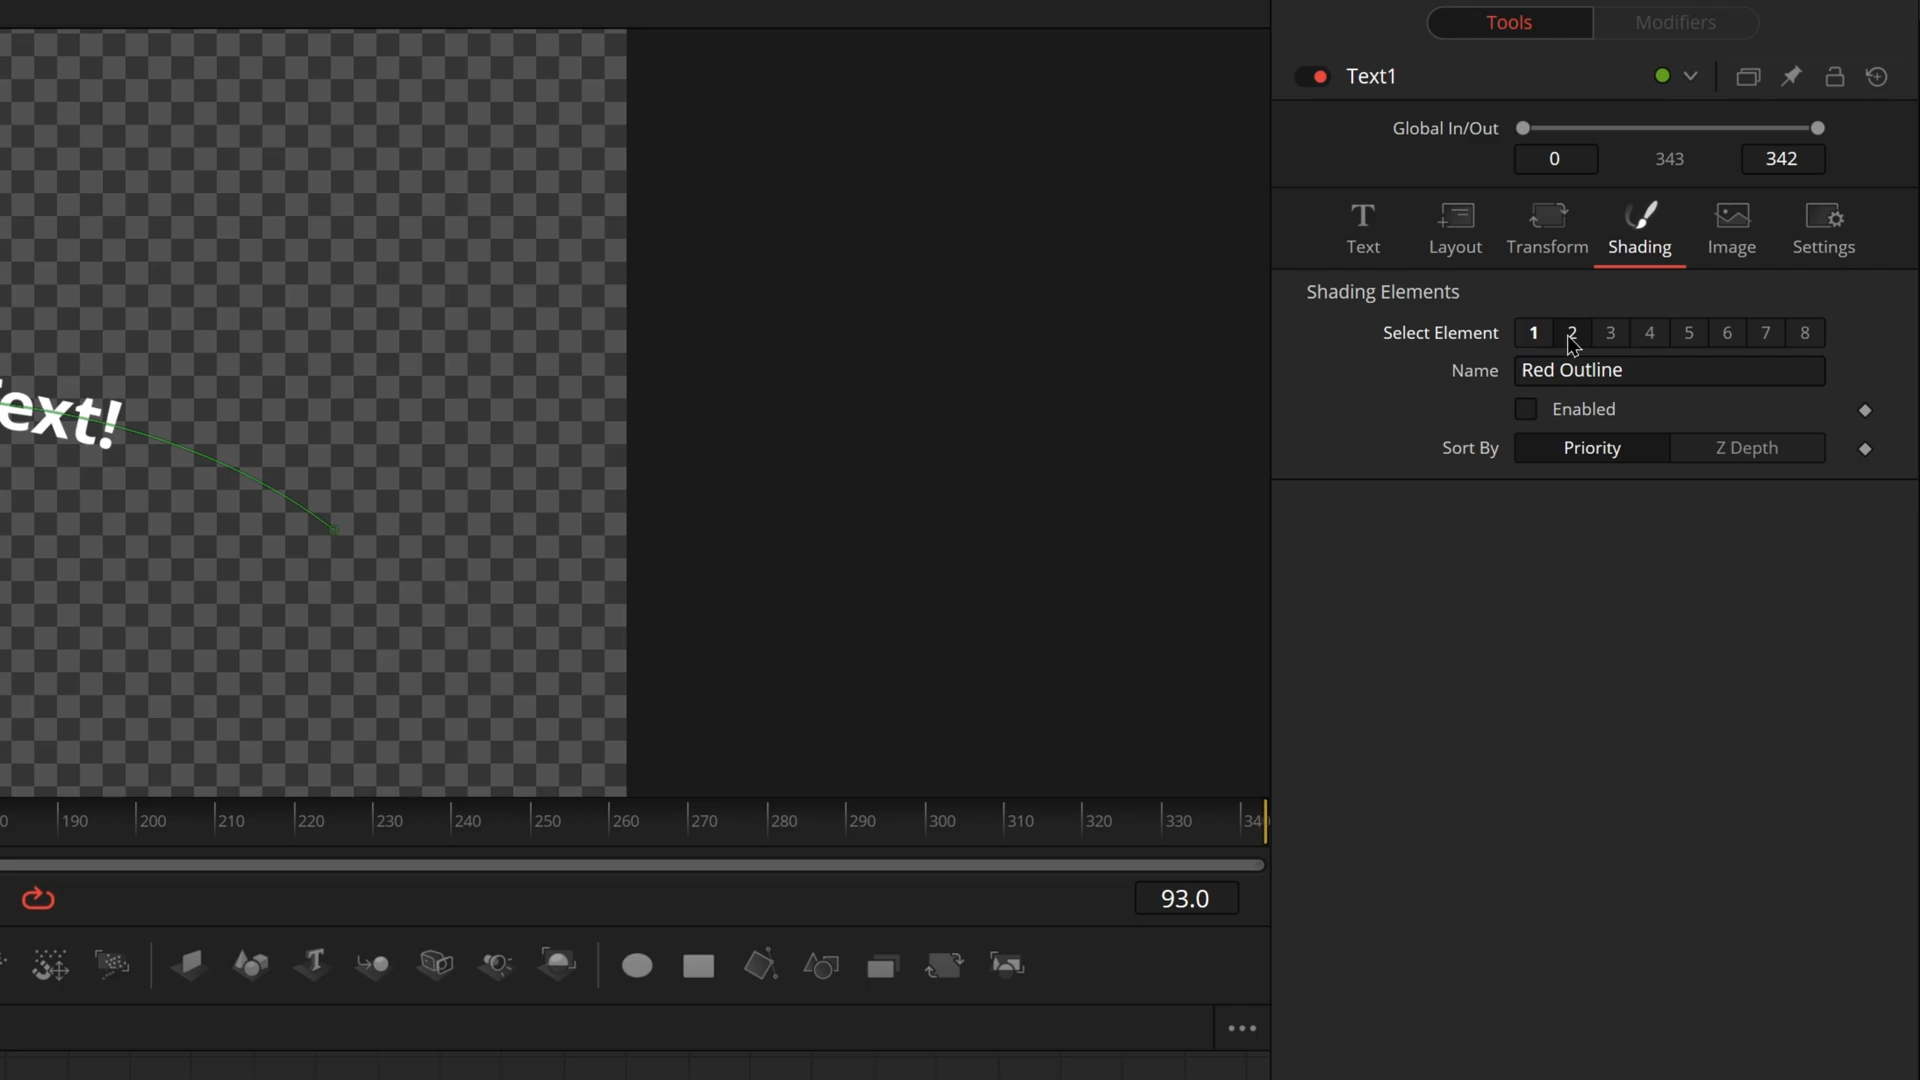 Tools Modifiers
Text1
Global In/Out
0 343 342
Text Layout Transform Shading Image Settings
Shading Elements
Select Element 1 2 3 4 5 6 7 8
Name Red Outline
Enabled
Sort By Priority Z Depth
ext!
190 200 210 220 230 240 250 260 270 280 290 300 310 320 330
93.0